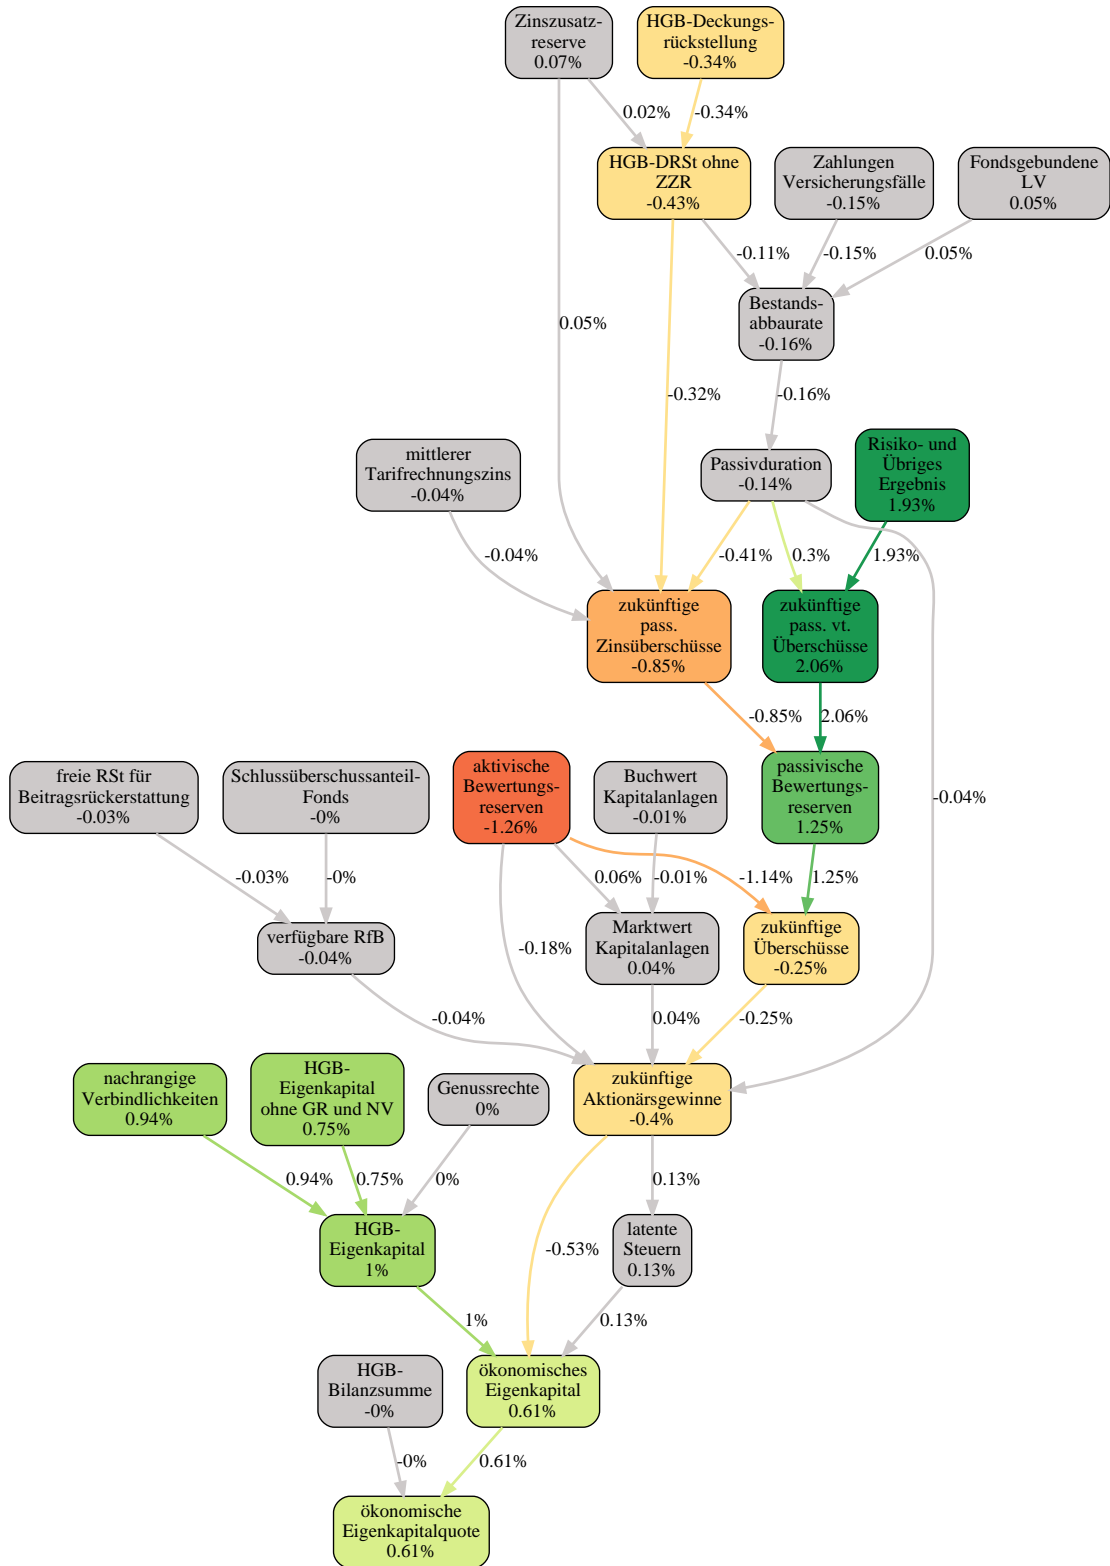 Zinszusatz-
reserve
0.07%
HGB-Deckungs-
rückstellung
-0.34%
0.02%
-0.34%
HGB-DRSt ohne
ZZR
-0.43%
Zahlungen
Versicherungsfälle
-0.15%
Fondsgebundene
LV
0.05%
-0.11%
-0.15%
0.05%
Bestands-
abbaurate
-0.16%
0.05%
-0.32%
-0.16%
mittlerer
Tarifrechnungszins
-0.04%
Passivduration
-0.14%
Risiko- und
Übriges
Ergebnis
1.93%
-0.04%
-0.41%
0.3%
1.93%
zukünftige
pass.
Zinsüberschüsse
-0.85%
zukünftige
pass. vt.
Überschüsse
2.06%
-0.85%
2.06%
freie RSt für
Beitragsrückerstattung
-0.03%
Schlussüberschussanteil-
Fonds
-0%
aktivische
Bewertungs-
reserven
-1.26%
Buchwert
Kapitalanlagen
-0.01%
passivische
Bewertungs-
reserven
1.25%
-0.04%
-0.03%
-0%
0.06%
-0.01%
-1.14%
1.25%
verfügbare RfB
-0.04%
-0.18%
Marktwert
Kapitalanlagen
0.04%
zukünftige
Überschüsse
-0.25%
-0.04%
0.04%
-0.25%
nachrangige
Verbindlichkeiten
0.94%
HGB-
Eigenkapital
ohne GR und NV
0.75%
Genussrechte
0%
zukünftige
Aktionärsgewinne
-0.4%
0.94%
0.75%
0%
0.13%
HGB-
Eigenkapital
1%
-0.53%
latente
Steuern
0.13%
1%
0.13%
HGB-
Bilanzsumme
-0%
ökonomisches
Eigenkapital
0.61%
-0%
0.61%
ökonomische
Eigenkapitalquote
0.61%